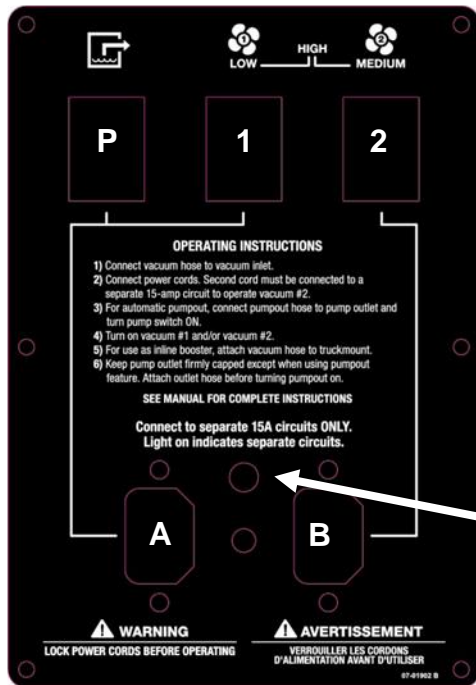 1 2
LOW HIGH MEDIUM
P 1 2
OPERATING INSTRUCTIONS
1) Connect vacuum hose to vacuum inlet.
2) Connect power cords. Second cord must be connected to a
separate 15-amp circuit to operate vacuum #2.
3) For automatic pumpout, connect pumpout hose to pump outlet and
turn pump switch ON.
4) Turn on vacuum #1 and/or vacuum #2.
5) For use as inline booster, attach vacuum hose to truckmount.
6) Keep pump outlet firmly capped except when using pumpout
feature. Attach outlet hose before turning pumpout on.
SEE MANUAL FOR COMPLETE INSTRUCTIONS
Connect to separate 15A circuits ONLY.
Light on indicates separate circuits.
A B
WARNING
LOCK POWER CORDS BEFORE OPERATING
AVERTISSEMENT
VERROUILLER LES CORDONS
D'ALIMENTATION AVANT D'UTILISER
07-01902 B